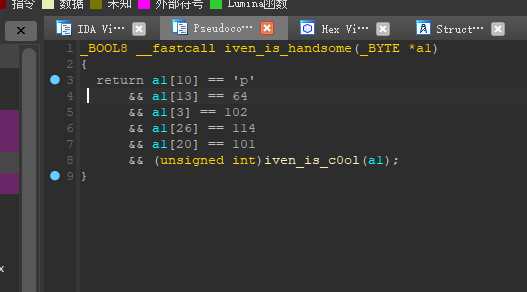 指令 数据 未知 外部符号 Lumina函数
IDA Vi··· Pseudoco··· Hex Vi··· Struct···
1 _BOOL8 __fastcall iven_is_handsome(_BYTE *a1)
2 {
3 return a1[10] == 'p'
4 && a1[13] == 64
5 && a1[3] == 102
6 && a1[26] == 114
7 && a1[20] == 101
8 && (unsigned int)iven_is_c0ol(a1);
9 }
x